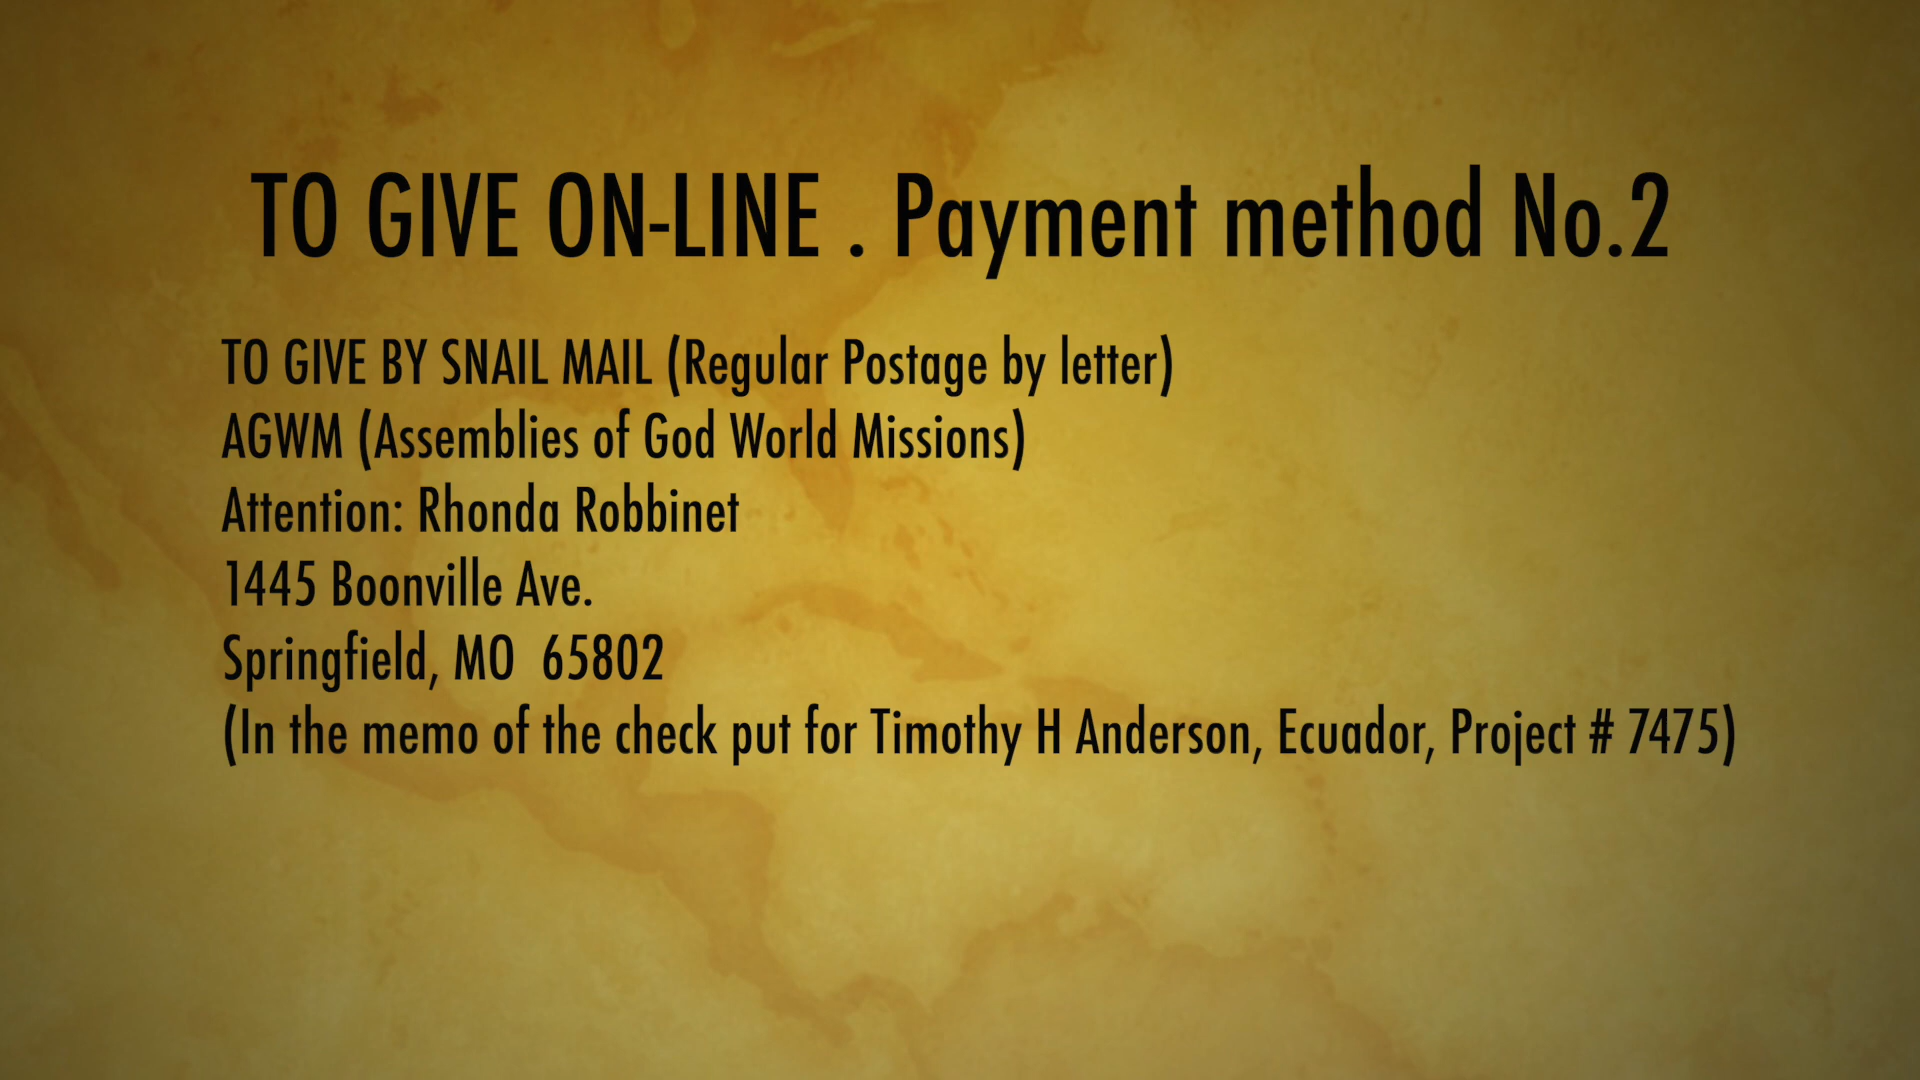 TO GIVE ON-LINE . Payment method No.2
TO GIVE BY SNAIL MAIL (Regular Postage by letter)
AGWM (Assemblies of God World Missions)
Attention: Rhonda Robbinet
1445 Boonville Ave.
Springfield, MO  65802
(In the memo of the check put for Timothy H Anderson, Ecuador, Project # 7475)